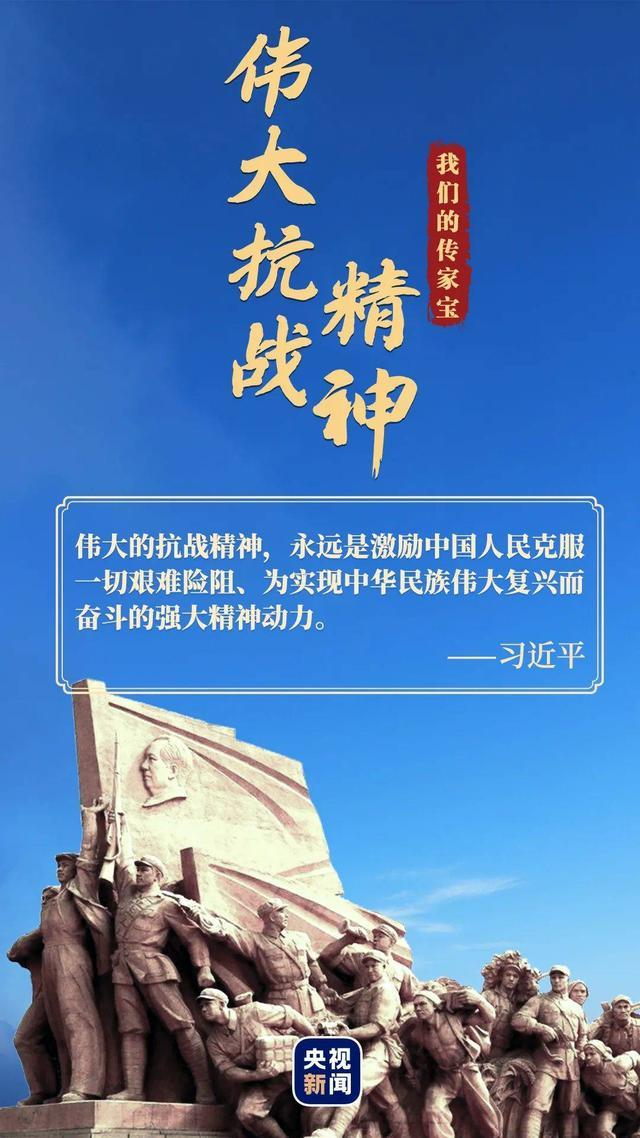 伟大抗战
精神
我们的传家宝
伟大的抗战精神，永远是激励中国人民克服
一切艰难险阻、为实现中华民族伟大复兴而
奋斗的强大精神动力。
——习近平
央视
新闻